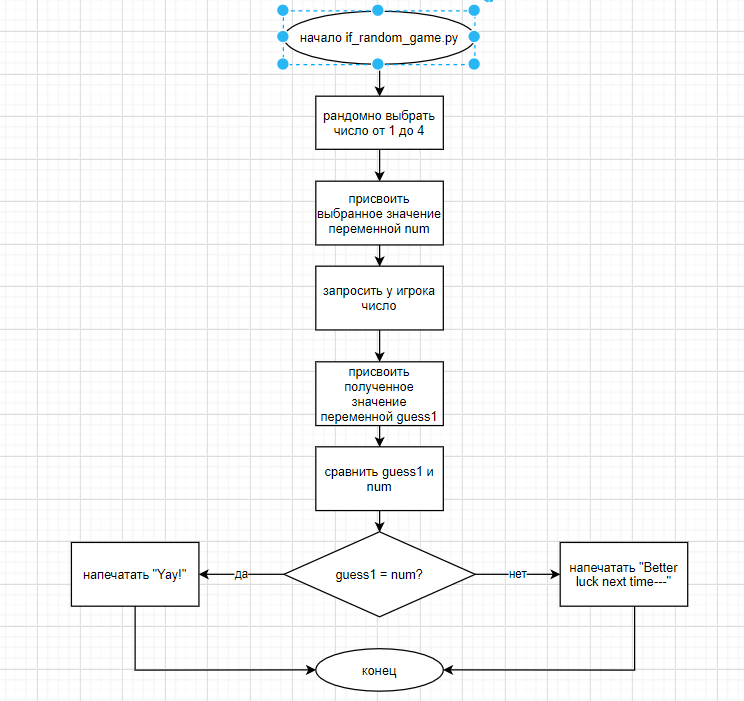 начало if_random_game.py
рандомно выбрать
число от 1 до 4
присвоить
выбранное значение
переменной num
запросить у игрока
число
присвоить
полученное
значение
переменной guess1
сравнить guess1 и
num
напечатать "Yay!"
да
guess1 = num?
нет
напечатать "Better
luck next time---"
конец